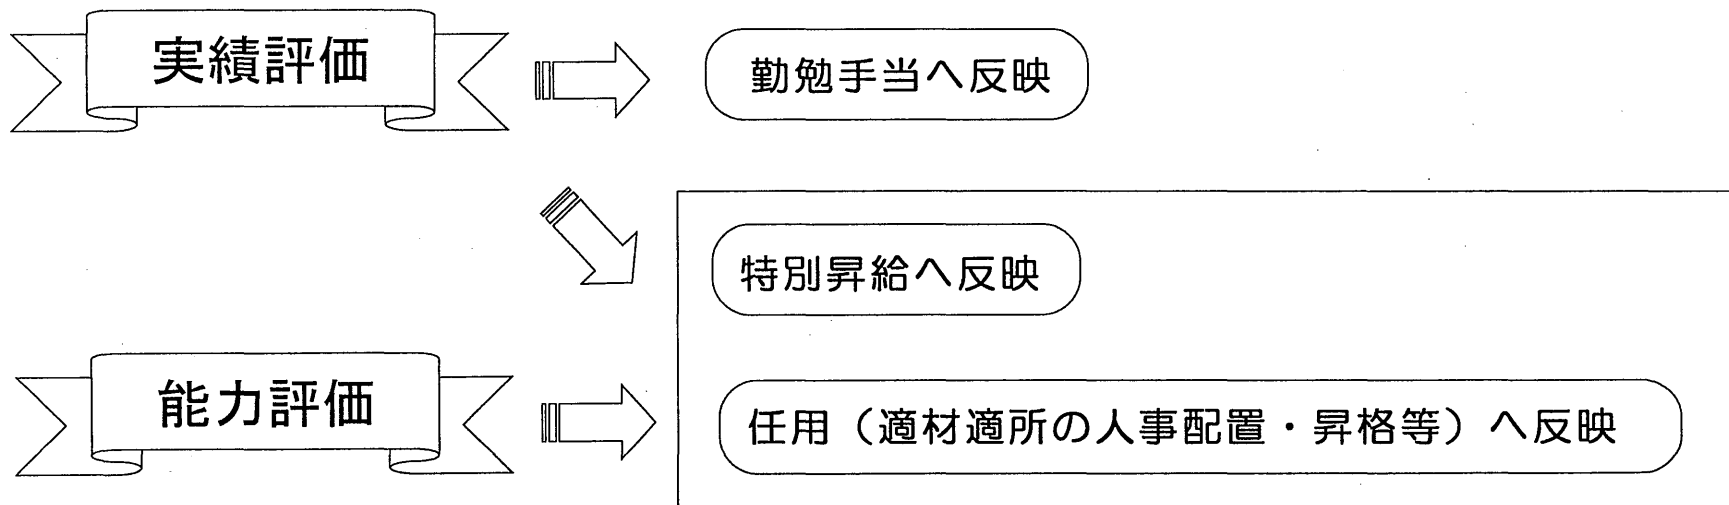 実績評価
勤勉手当へ反映
特別昇給へ反映
能力評価
任用（適材適所の人事配置・昇格等）へ反映